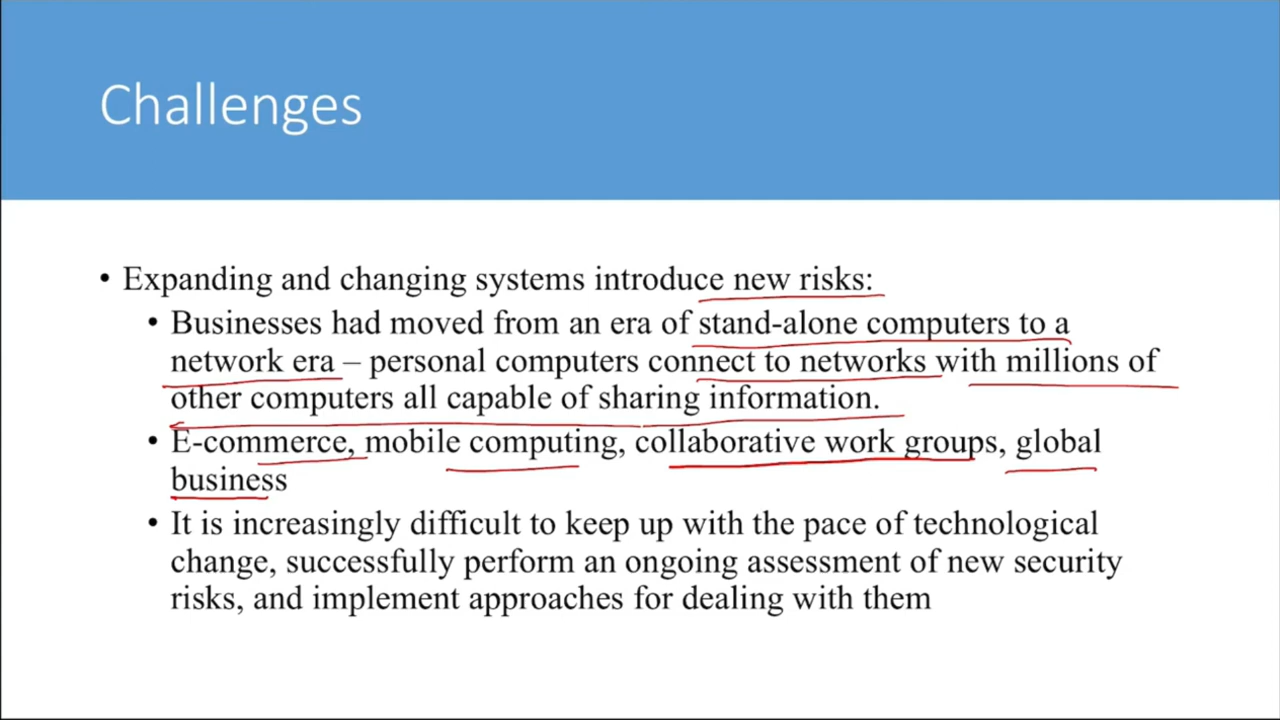 Challenges
• Expanding and changing systems introduce new risks:
• Businesses had moved from an era of stand-alone computers to a
network era – personal computers connect to networks with millions of
other computers all capable of sharing information.
• E-commerce, mobile computing, collaborative work groups, global
business
• It is increasingly difficult to keep up with the pace of technological
change, successfully perform an ongoing assessment of new security
risks, and implement approaches for dealing with them